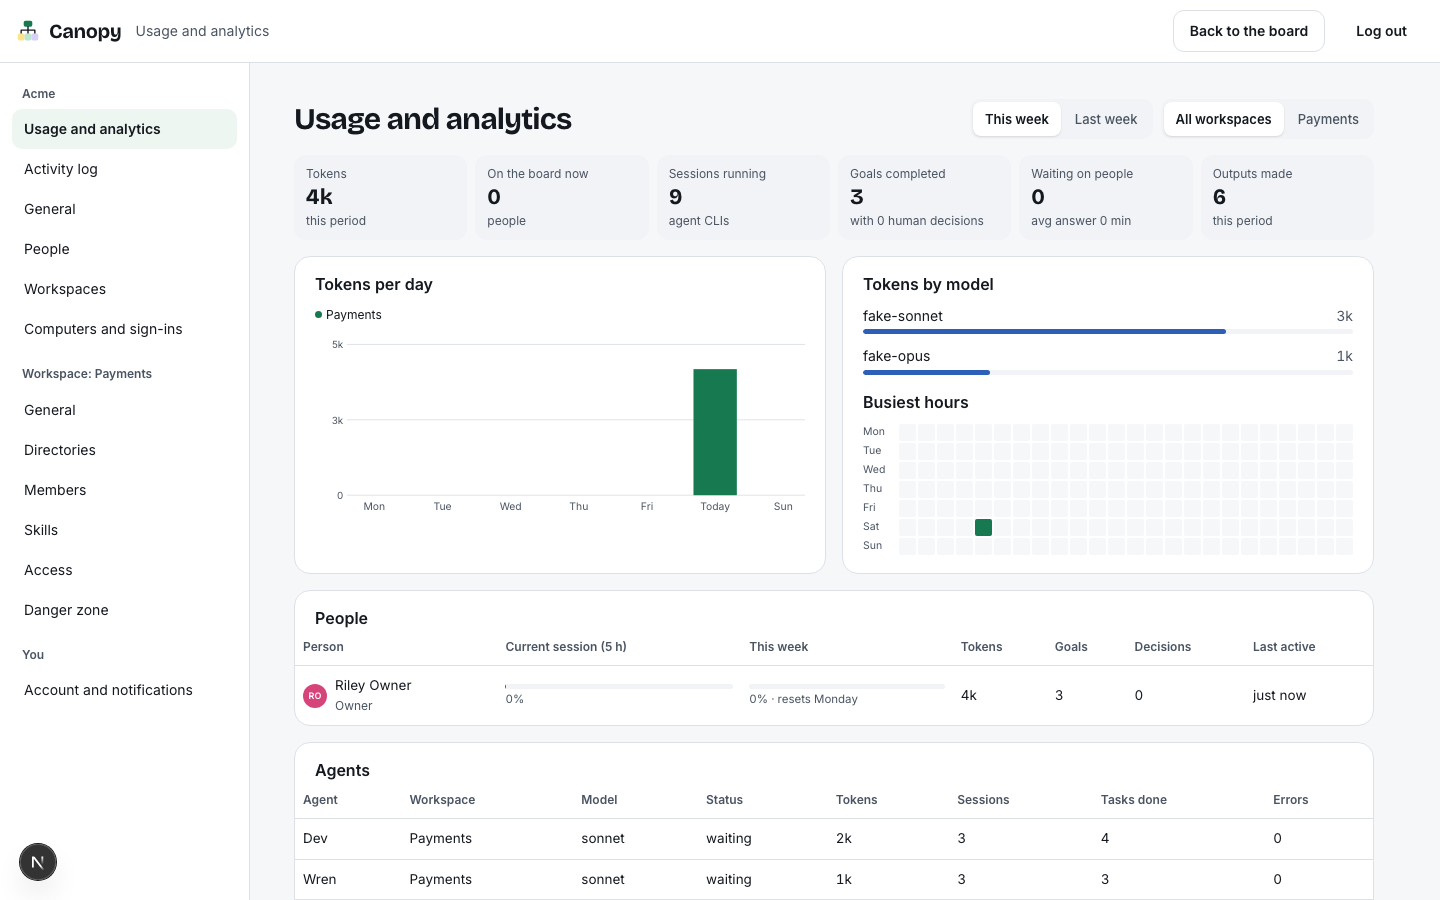 Canopy Usage and analytics Back to the board Log out
Acme
Usage and analytics
Activity log
General
People
Workspaces
Computers and sign-ins
Workspace: Payments
General
Directories
Members
Skills
Access
Danger zone
You
Account and notifications
N
Usage and analytics This week Last week All workspaces Payments
Tokens
4k
this period
On the board now
0
people
Sessions running
9
agent CLIs
Goals completed
3
with 0 human decisions
Waiting on people
0
avg answer 0 min
Outputs made
6
this period
Tokens per day
Payments
5k
3k
0
Mon Tue Wed Thu Fri Today Sun
Tokens by model
fake-sonnet 3k
fake-opus 1k
Busiest hours
Mon
Tue
Wed
Thu
Fri
Sat
Sun
People
Person Current session (5 h) This week Tokens Goals Decisions Last active
RO Riley Owner 4k 3 0 just now
Owner 0% 0% · resets Monday
Agents
Agent Workspace Model Status Tokens Sessions Tasks done Errors
Dev Payments sonnet waiting 2k 3 4 0
Wren Payments sonnet waiting 1k 3 3 0